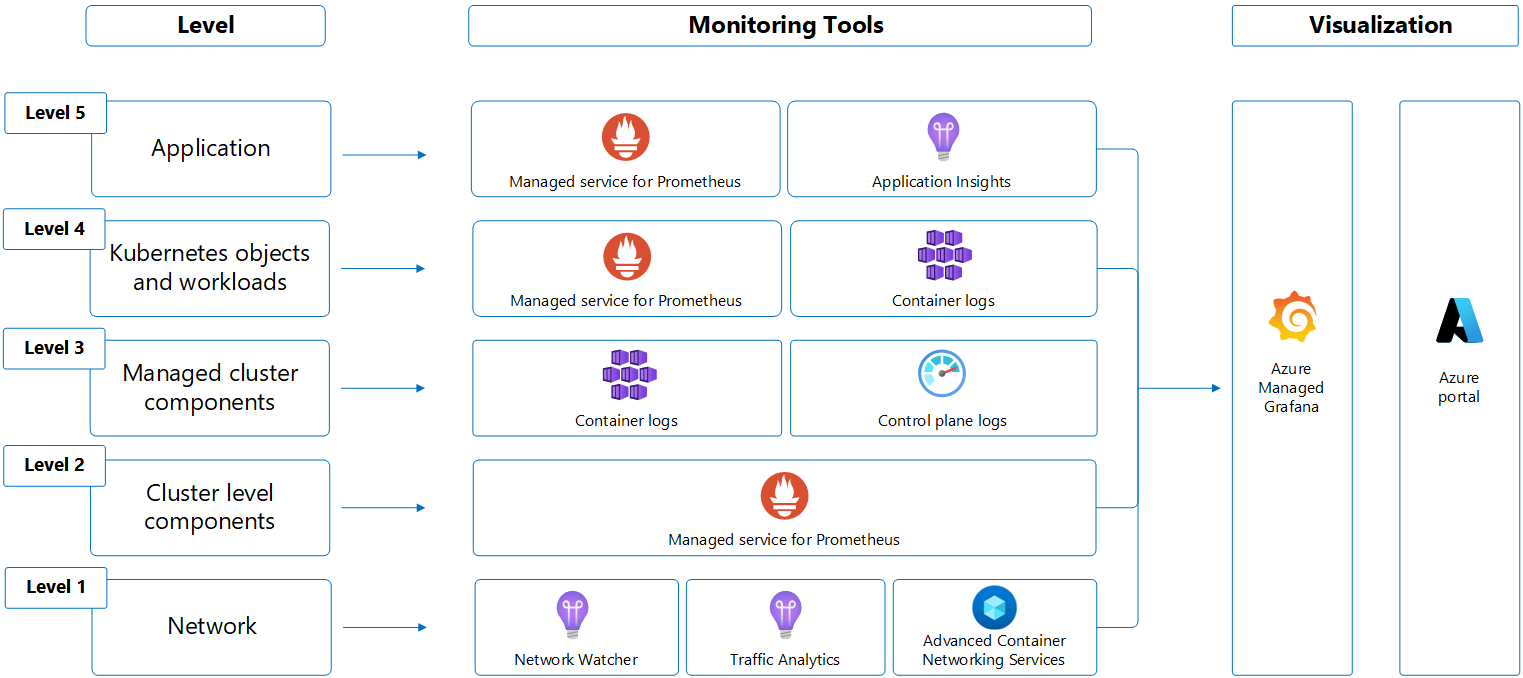 Level
Monitoring Tools
Visualization
Level 5
Application
Managed service for Prometheus
Application Insights
Level 4
Kubernetes objects
and workloads
Managed service for Prometheus
Container logs
Level 3
Managed cluster
components
Container logs
Control plane logs
Level 2
Cluster level
components
Managed service for Prometheus
Level 1
Network
Network Watcher
Traffic Analytics
Advanced Container
Networking Services
Azure
Managed
Grafana
Azure
portal